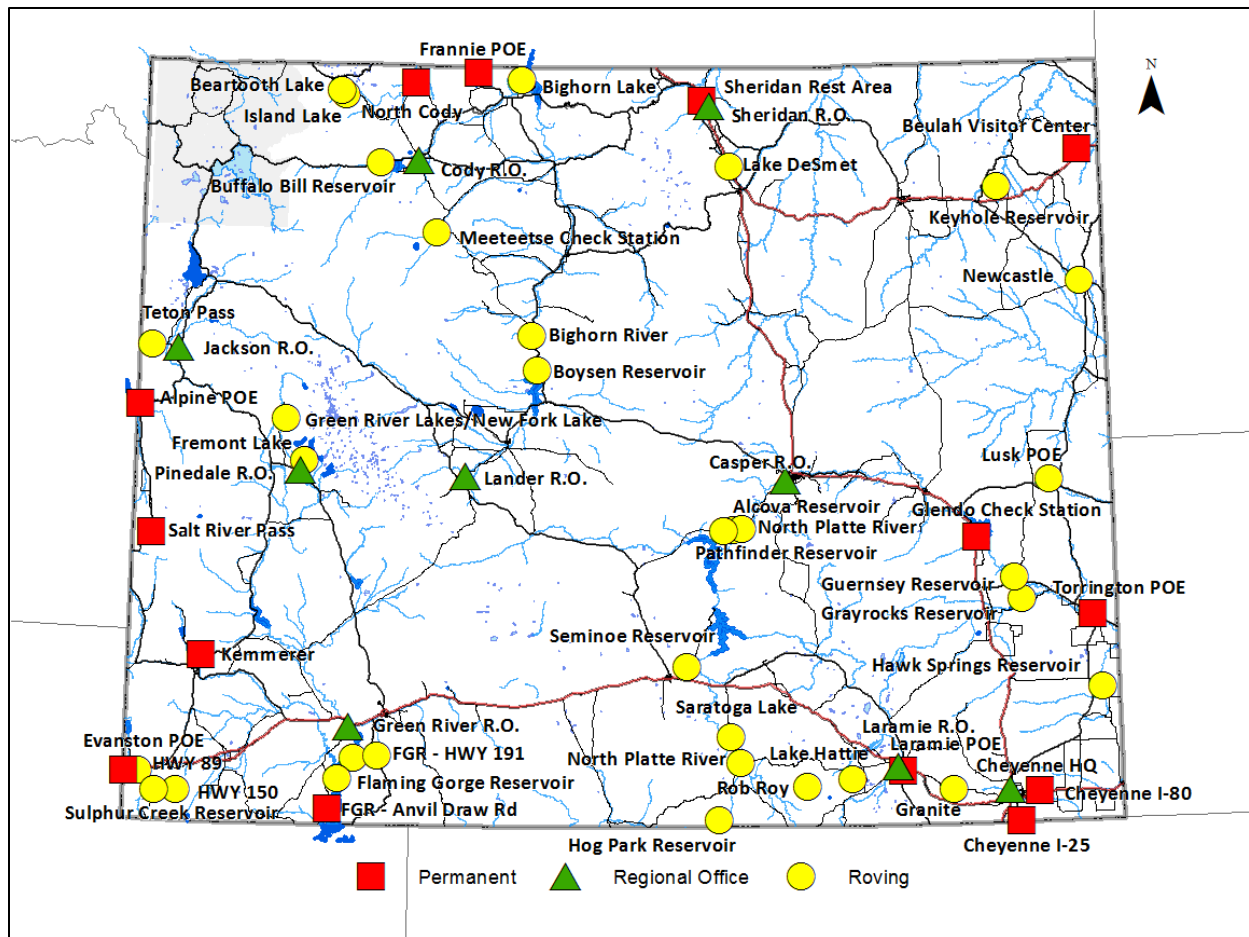 Frannie POE
N
Beartooth Lake
Bighorn Lake
Sheridan Rest Area
Island Lake
North Cody
Sheridan R.O.
Beulah Visitor Center
Buffalo Bill Reservoir
Cody R.O.
Lake DeSmet
Keyhole Reservoir
Meeteetse Check Station
Newcastle
Teton Pass
Jackson R.O.
Bighorn River
Boysen Reservoir
Alpine POE
Green River Lakes/New Fork Lake
Fremont Lake
Pinedale R.O.
Lander R.O.
Casper R.O.
Lusk POE
Alcova Reservoir
Glendo Check Station
Salt River Pass
North Platte River
Pathfinder Reservoir
Guernsey Reservoir
Torrington POE
Grayrocks Reservoir
Seminoe Reservoir
Kemmerer
Hawk Springs Reservoir
Saratoga Lake
Green River R.O.
Laramie R.O.
Evanston POE
Laramie POE
HWY 89
FGR - HWY 191
North Platte River
Lake Hattie
Cheyenne HQ
Flaming Gorge Reservoir
HWY 150
Rob Roy
Cheyenne I-80
Sulphur Creek Reservoir
FGR - Anvil Draw Rd
Granite
Hog Park Reservoir
Cheyenne I-25
Permanent
Regional Office
Roving